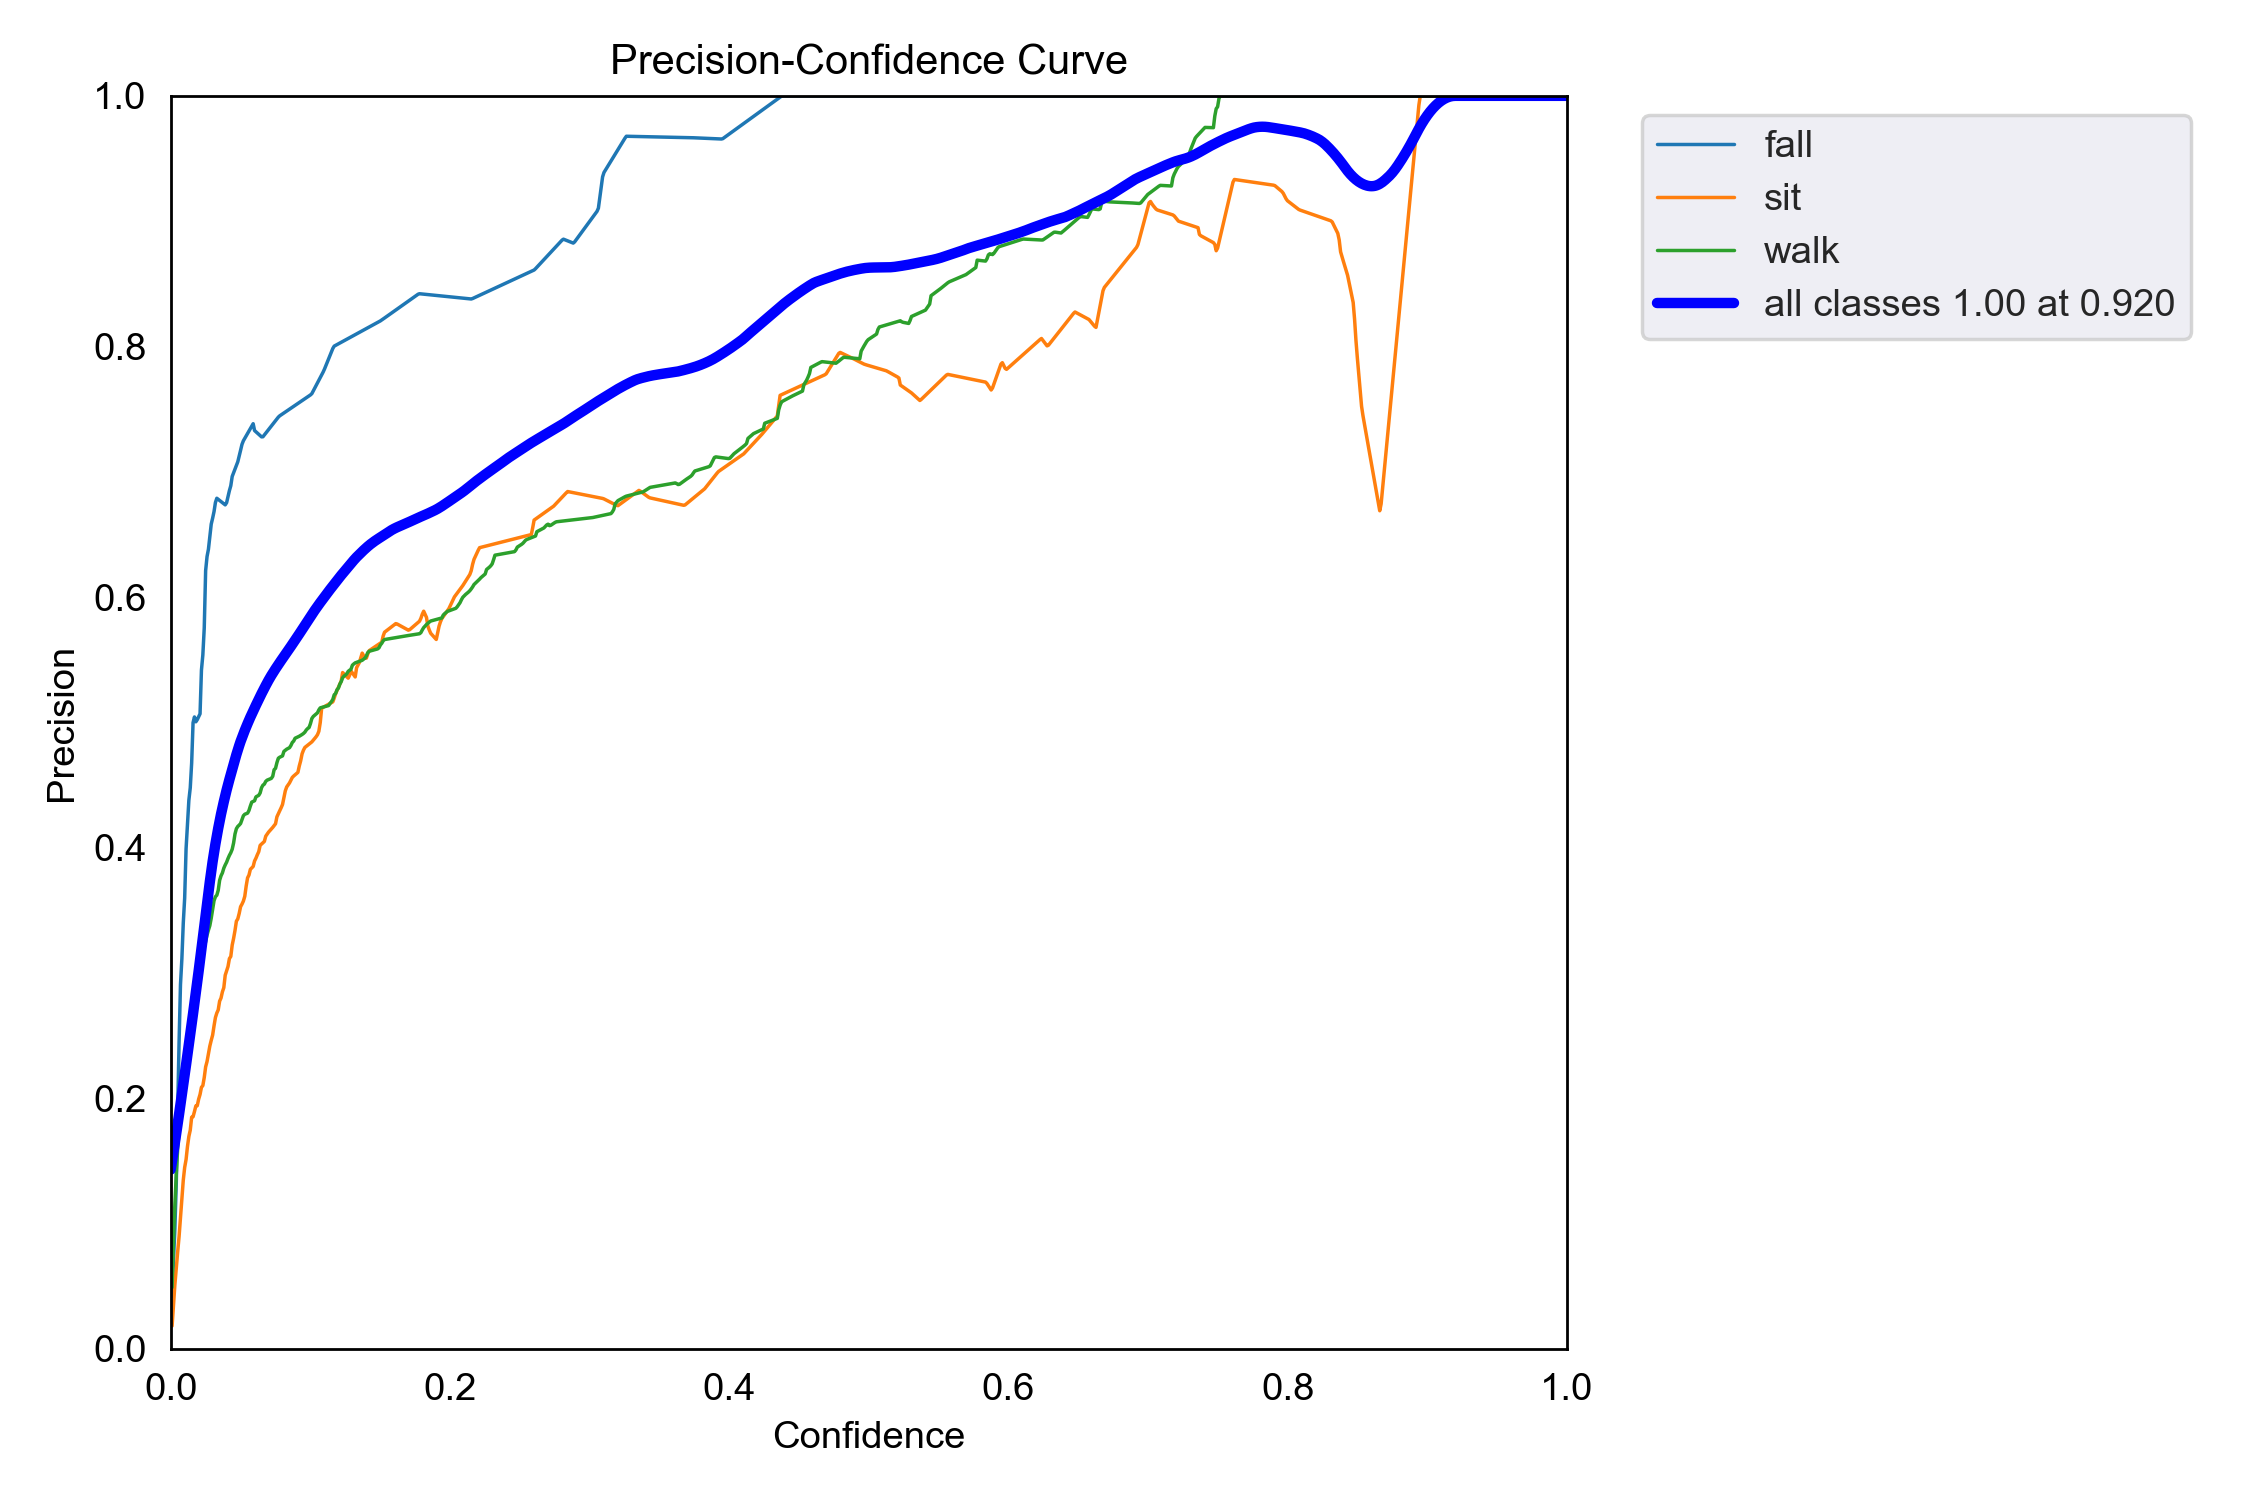 Precision-Confidence Curve
1.0
0.8
0.6
0.4
0.2
0.0
Precision
0.0 0.2 0.4 0.6 0.8 1.0
Confidence
fall
sit
walk
all classes 1.00 at 0.920